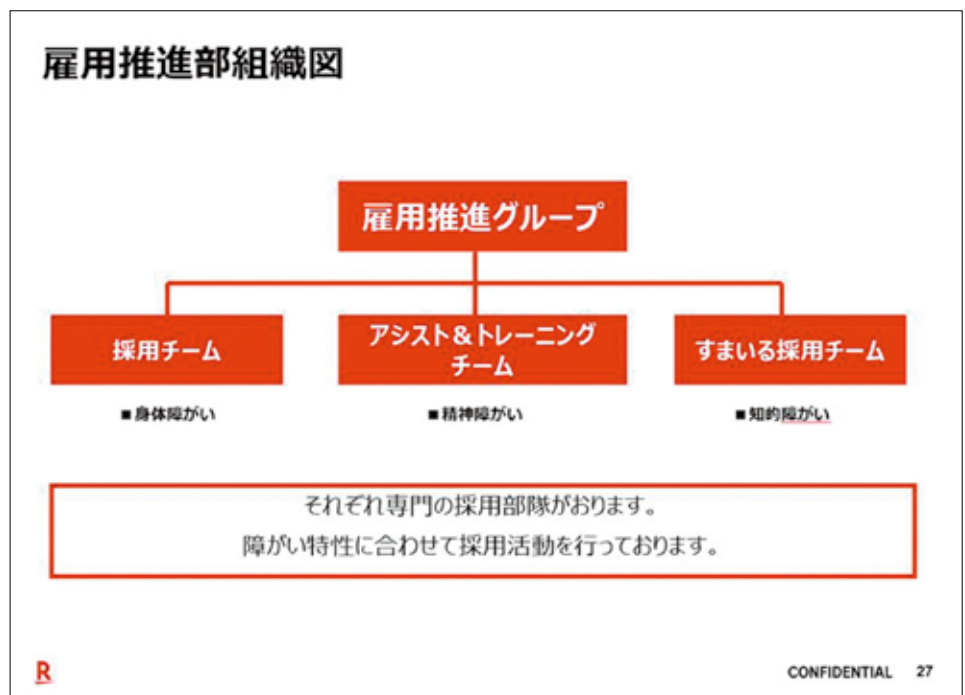 雇用推進部組織図
雇用推進グループ
採用チーム
アシスト&トレーニング
チーム
すまいる採用チーム
■身体障がい
■精神障がい
■知的障がい
それぞれ専門の採用部隊がおります。
障がい特性に合わせて採用活動を行っております。
R
CONFIDENTIAL 27